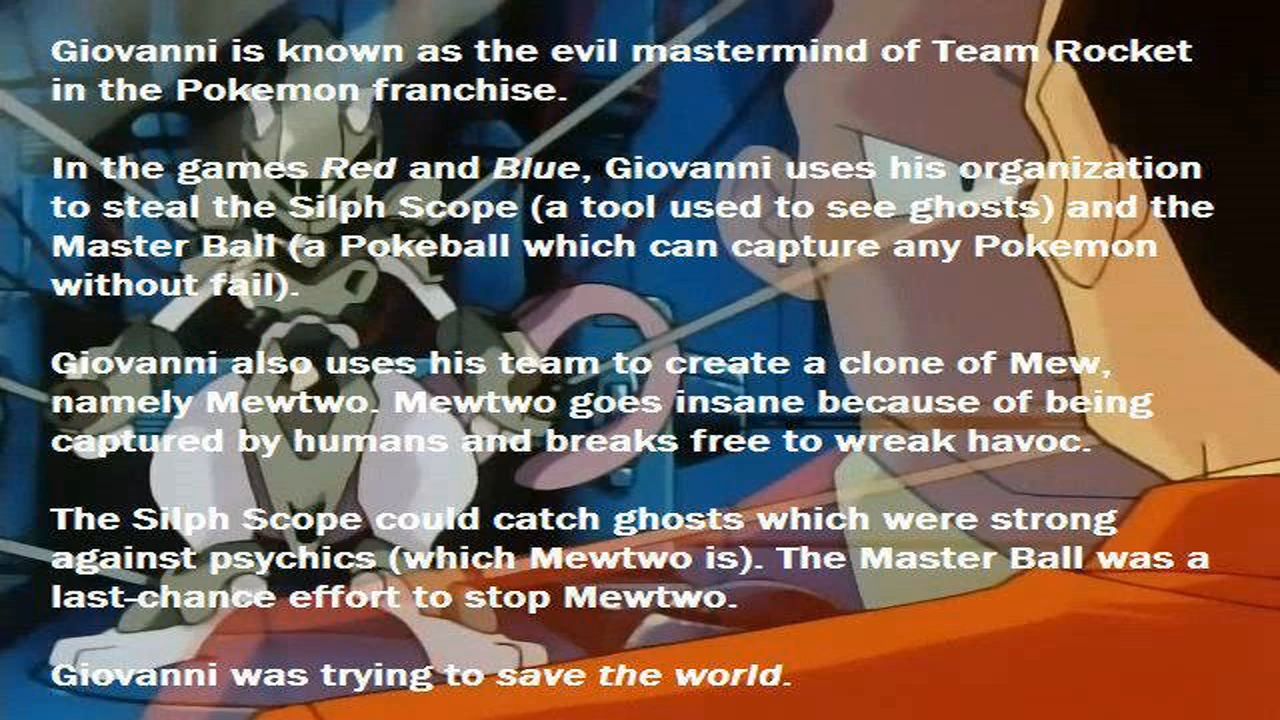 Giovanni is known as the evil mastermind of Team Rocket
in the Pokemon franchise.
In the games Red and Blue, Giovanni uses his organization
to steal the Silph Scope (a tool used to see ghosts) and the
Master Ball (a Pokeball which can capture any Pokemon
without fail).
Giovanni also uses his team to create a clone of Mew,
namely Mewtwo. Mewtwo goes insane because of being
captured by humans and breaks free to wreak havoc.
The Silph Scope could catch ghosts which were strong
against psychics (which Mewtwo is). The Master Ball was a
last-chance effort to stop Mewtwo.
Giovanni was trying to save the world.